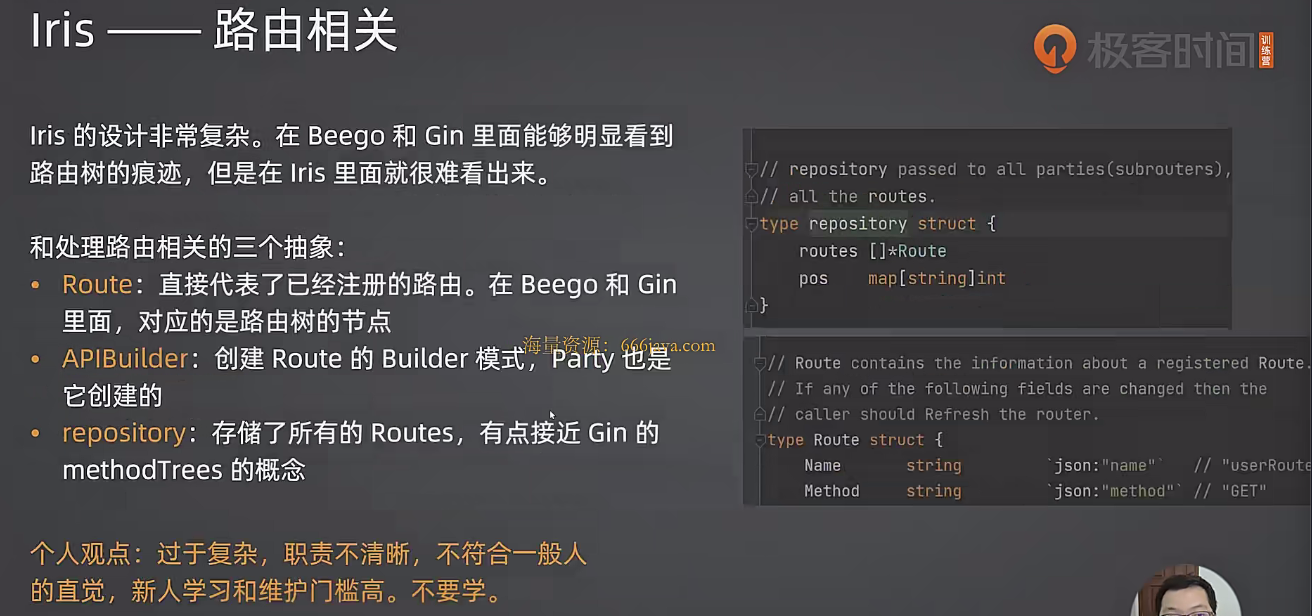 Iris —— 路由相关
极客时间
训练营
Iris 的设计非常复杂。在 Beego 和 Gin 里面能够明显看到
路由树的痕迹，但是在 Iris 里面就很难看出来。
和处理路由相关的三个抽象：
• Route：直接代表了已经注册的路由。在 Beego 和 Gin
里面，对应的是路由树的节点
• APIBuilder：创建 Route 的 Builder 模式，Party 也是
它创建的
• repository：存储了所有的 Routes，有点接近 Gin 的
methodTrees 的概念
海量资源：666java.com
个人观点：过于复杂，职责不清晰，不符合一般人
的直觉，新人学习和维护门槛高。不要学。
// repository passed to all parties(subrouters),
// all the routes.
type repository struct {
routes []*Route
pos map[string]int
}
// Route contains the information about a registered Route.
// If any of the following fields are changed then the
// caller should Refresh the router.
type Route struct {
Name string `json:"name"` // "userRoute
Method string `json:"method"` // "GET"